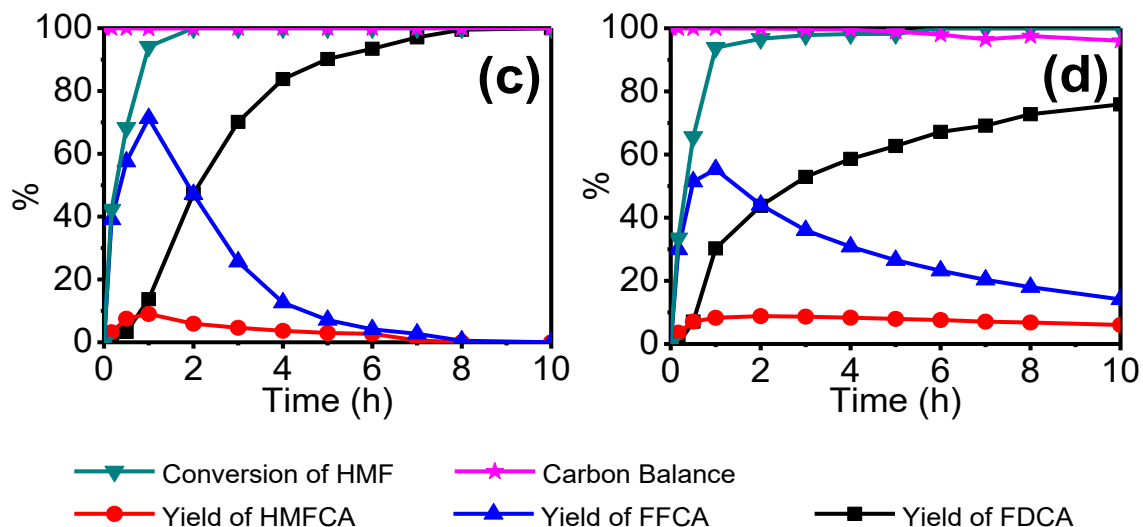 100
80
60
40
20
0
%
(c)
0 2 4 6 8 10
Time (h)
100
80
60
40
20
0
%
(d)
0 2 4 6 8 10
Time (h)
Conversion of HMF
Carbon Balance
Yield of HMFCA
Yield of FFCA
Yield of FDCA